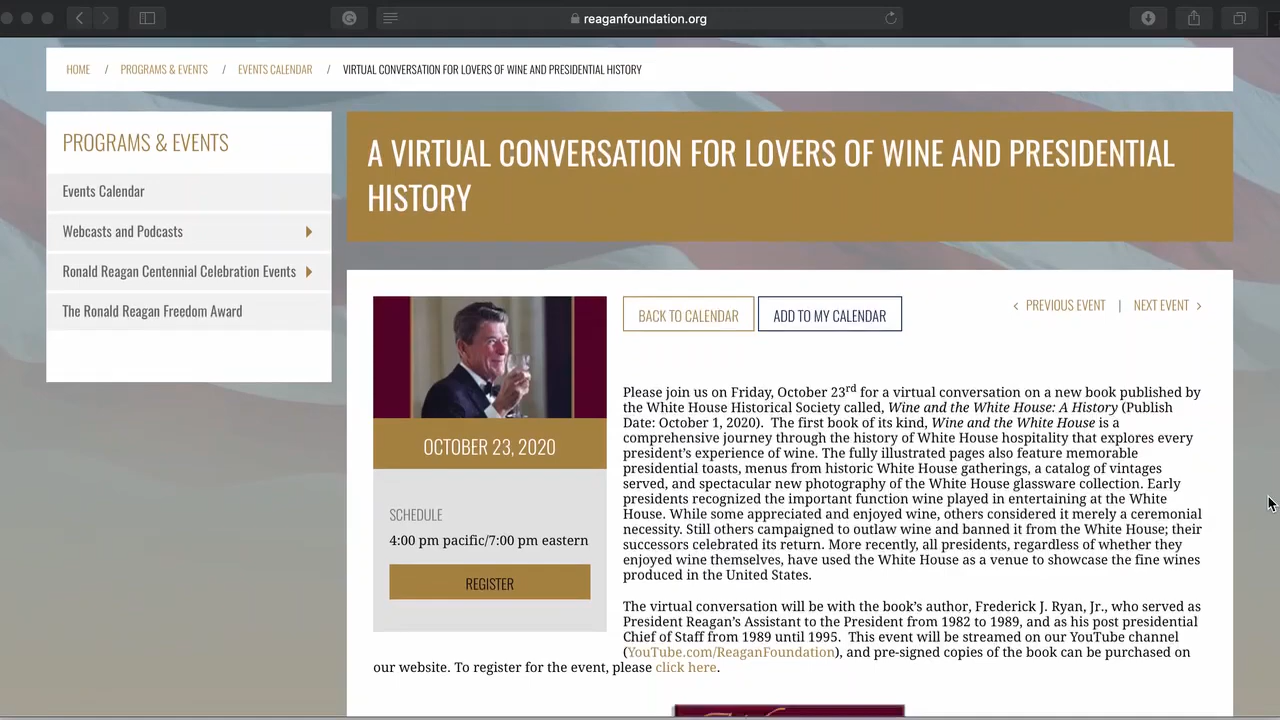 reaganfoundation.org
HOME / PROGRAMS & EVENTS / EVENTS CALENDAR / VIRTUAL CONVERSATION FOR LOVERS OF WINE AND PRESIDENTIAL HISTORY
PROGRAMS & EVENTS
Events Calendar
Webcasts and Podcasts
Ronald Reagan Centennial Celebration Events
The Ronald Reagan Freedom Award
A VIRTUAL CONVERSATION FOR LOVERS OF WINE AND PRESIDENTIAL
HISTORY
OCTOBER 23, 2020
SCHEDULE
4:00 pm pacific/7:00 pm eastern
REGISTER
BACK TO CALENDAR
ADD TO MY CALENDAR
PREVIOUS EVENT | NEXT EVENT
Please join us on Friday, October 23rd for a virtual conversation on a new book published by
the White House Historical Society called, Wine and the White House: A History (Publish
Date: October 1, 2020).  The first book of its kind, Wine and the White House is a
comprehensive journey through the history of White House hospitality that explores every
president's experience of wine. The fully illustrated pages also feature memorable
presidential toasts, menus from historic White House gatherings, a catalog of vintages
served, and spectacular new photography of the White House glassware collection. Early
presidents recognized the important function wine played in entertaining at the White
House. While some appreciated and enjoyed wine, others considered it merely a ceremonial
necessity. Still others campaigned to outlaw wine and banned it from the White House; their
successors celebrated its return. More recently, all presidents, regardless of whether they
enjoyed wine themselves, have used the White House as a venue to showcase the fine wines
produced in the United States.
The virtual conversation will be with the book's author, Frederick J. Ryan, Jr., who served as
President Reagan's Assistant to the President from 1982 to 1989, and as his post presidential
Chief of Staff from 1989 until 1995.  This event will be streamed on our YouTube channel
(YouTube.com/ReaganFoundation), and pre-signed copies of the book can be purchased on
our website. To register for the event, please click here.